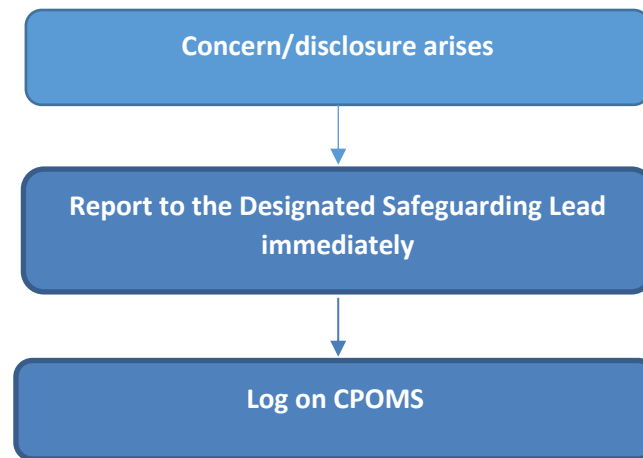 Concern/disclosure arises
Report to the Designated Safeguarding Lead
immediately
Log on CPOMS